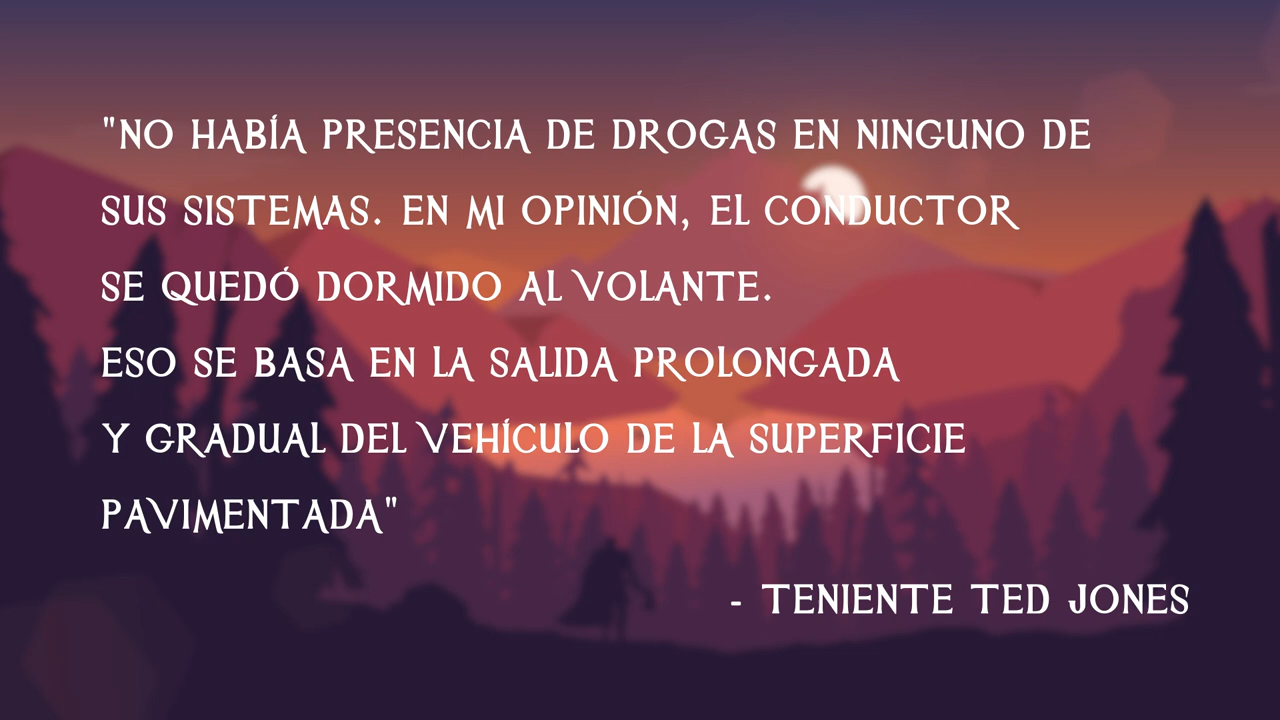 "NO HABÍA PRESENCIA DE DROGAS EN NINGUNO DE
SUS SISTEMAS. EN MI OPINIÓN, EL CONDUCTOR
SE QUEDÓ DORMIDO AL VOLANTE.
ESO SE BASA EN LA SALIDA PROLONGADA
Y GRADUAL DEL VEHÍCULO DE LA SUPERFICIE
PAVIMENTADA"
- TENIENTE TED JONES